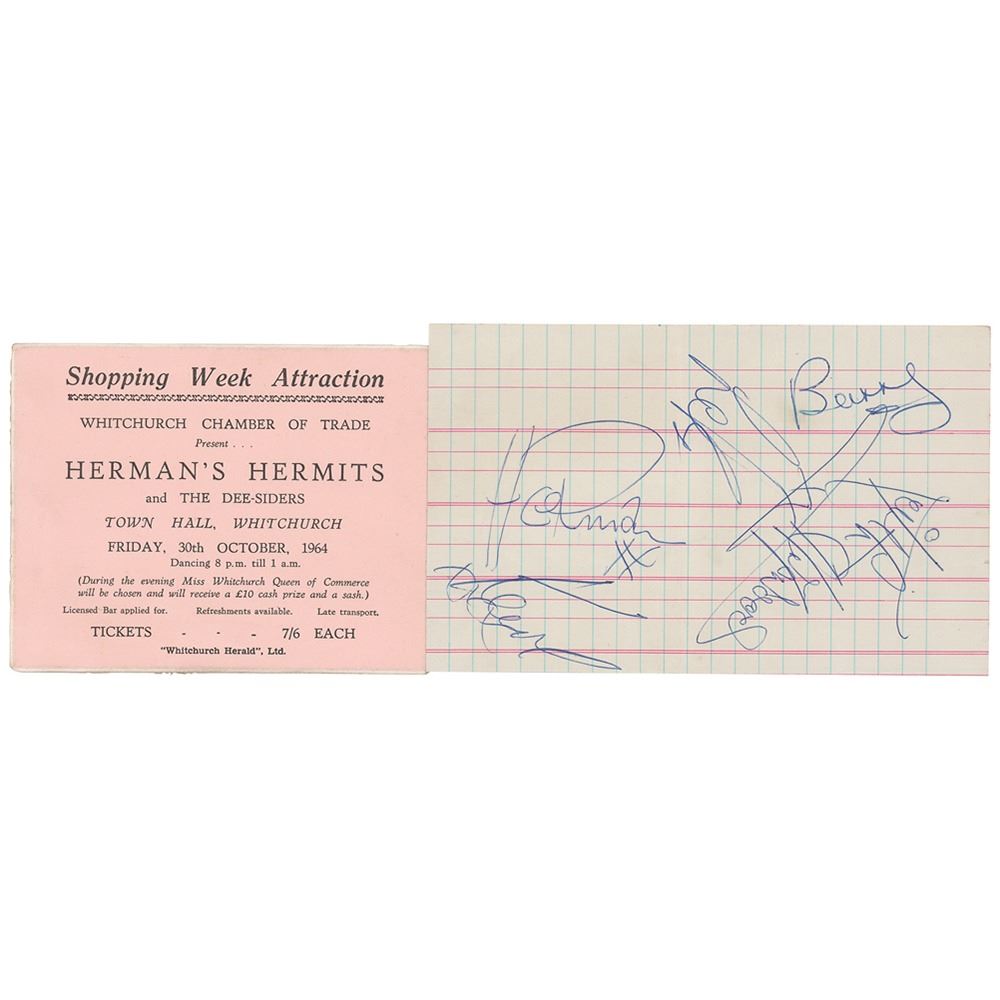 Shopping Week Attraction
WHITCHURCH CHAMBER OF TRADE
Present . . .
HERMAN'S HERMITS
and THE DEE-SIDERS
TOWN HALL, WHITCHURCH
FRIDAY, 30th OCTOBER, 1964
Dancing 8 p.m. till 1 a.m.
(During the evening Miss Whitchurch Queen of Commerce
will be chosen and will receive a £10 cash prize and a sash.)
Licensed Bar applied for. Refreshments available. Late transport.
TICKETS - - - 7/6 EACH
"Whitchurch Herald", Ltd.
Herman
Barry